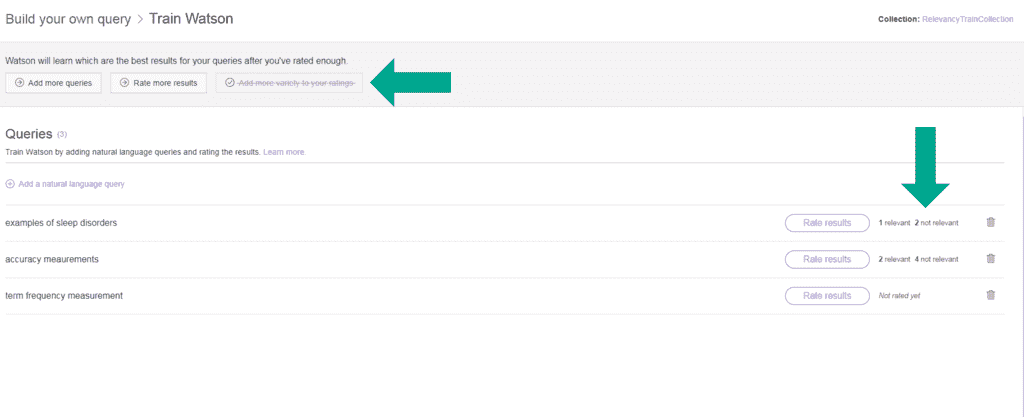 Build your own query > Train Watson
Collection: RelevancyTrainCollection
Watson will learn which are the best results for your queries after you've rated enough.
Add more queries
Rate more results
Add more variety to your ratings
Queries (3)
Train Watson by adding natural language queries and rating the results. Learn more.
Add a natural language query
examples of sleep disorders
Rate results
1 relevant 2 not relevant
accuracy meaurements
Rate results
2 relevant 4 not relevant
term frequency measurement
Rate results
Not rated yet